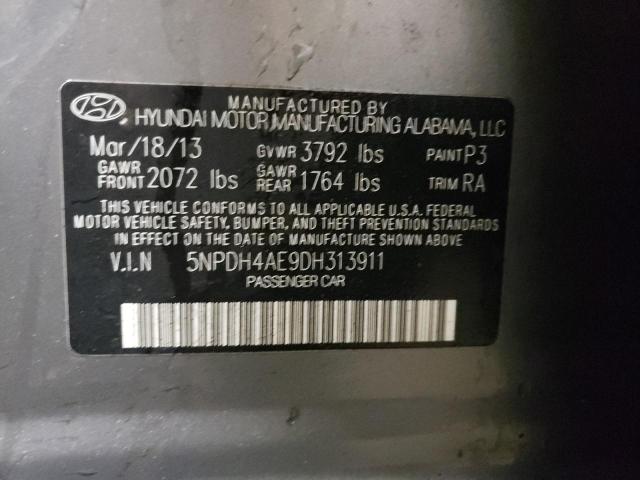 MANUFACTURED BY
HYUNDAI MOTOR MANUFACTURING ALABAMA, LLC
Mar/18/13 GVWR 3792 lbs PAINT P3
GAWR FRONT 2072 lbs GAWR REAR 1764 lbs TRIM RA
THIS VEHICLE CONFORMS TO ALL APPLICABLE U.S.A. FEDERAL
MOTOR VEHICLE SAFETY, BUMPER, AND THEFT PREVENTION STANDARDS
IN EFFECT ON THE DATE OF MANUFACTURE SHOWN ABOVE
V.I.N 5NPDH4AE9DH313911
PASSENGER CAR